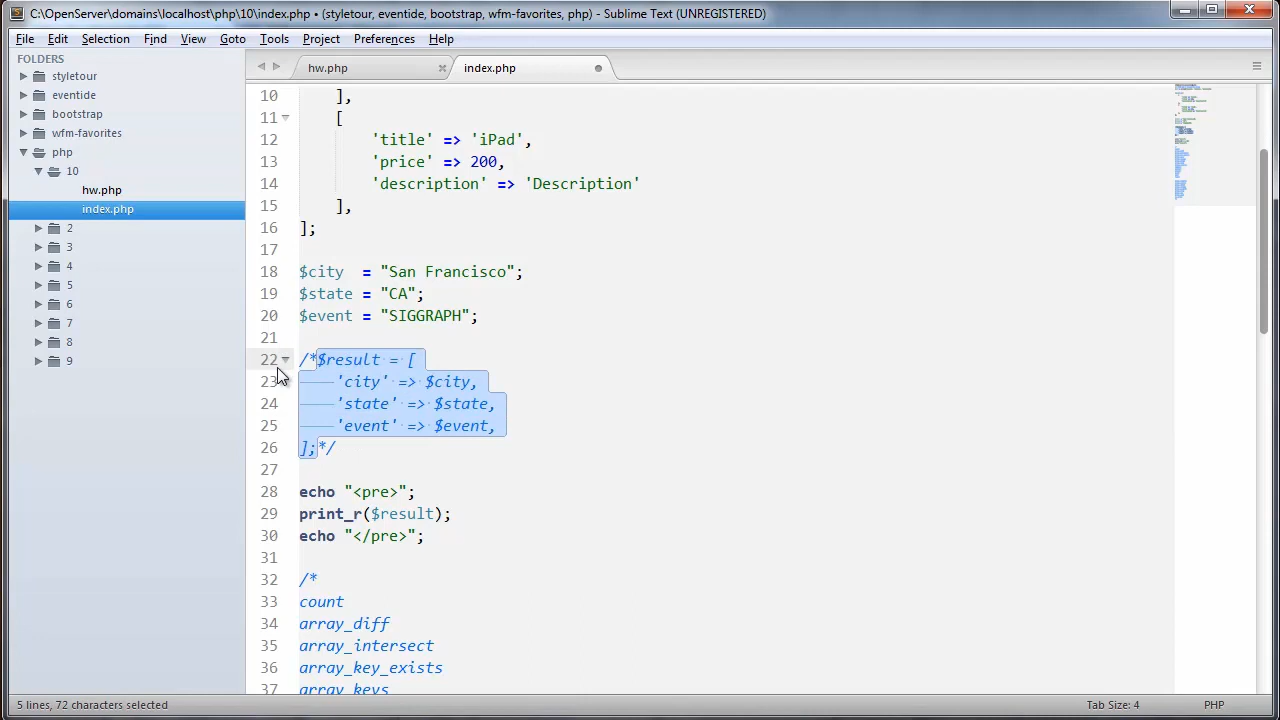 C:\OpenServer\domains\localhost\php\10\index.php • (styletour, eventide, bootstrap, wfm-favorites, php) - Sublime Text (UNREGISTERED)
File Edit Selection Find View Goto Tools Project Preferences Help
FOLDERS
styletour
eventide
bootstrap
wfm-favorites
php
10
hw.php
index.php
2
3
4
5
6
7
8
9
hw.php index.php
10 ],
11 [
12 'title' => 'iPad',
13 'price' => 200,
14 'description' => 'Description'
15 ],
16 ];
17
18 $city = "San Francisco";
19 $state = "CA";
20 $event = "SIGGRAPH";
21
22 /*$result = [
23 'city' => $city,
24 'state' => $state,
25 'event' => $event,
26 ];*/
27
28 echo "<pre>";
29 print_r($result);
30 echo "</pre>";
31
32 /*
33 count
34 array_diff
35 array_intersect
36 array_key_exists
37 array_keys
5 lines, 72 characters selected Tab Size: 4 PHP